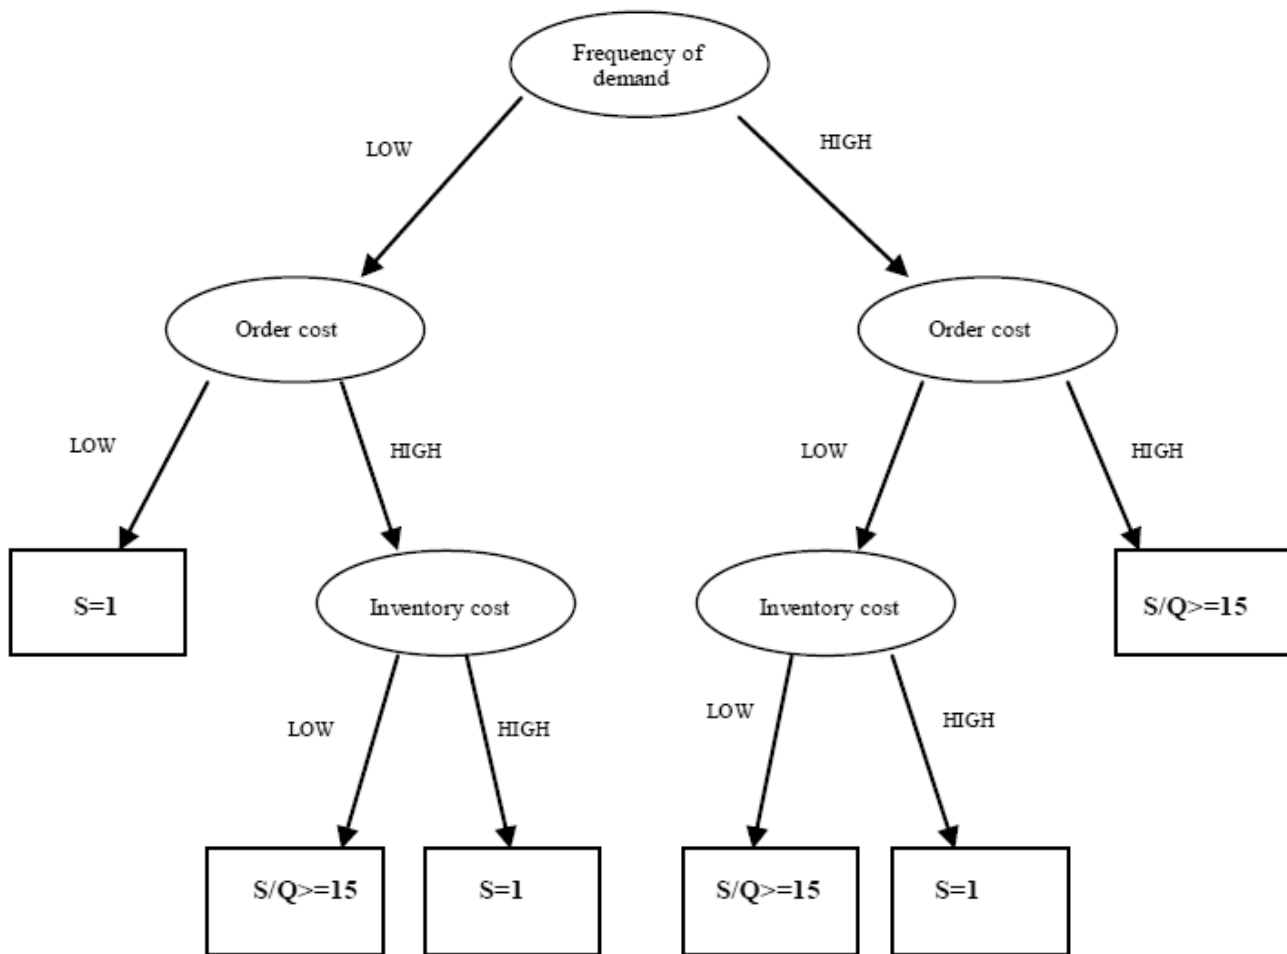 Frequency of
demand
LOW
HIGH
Order cost
Order cost
LOW
HIGH
LOW
HIGH
S=1
Inventory cost
Inventory cost
S/Q>=15
LOW
HIGH
LOW
HIGH
S/Q>=15
S=1
S/Q>=15
S=1